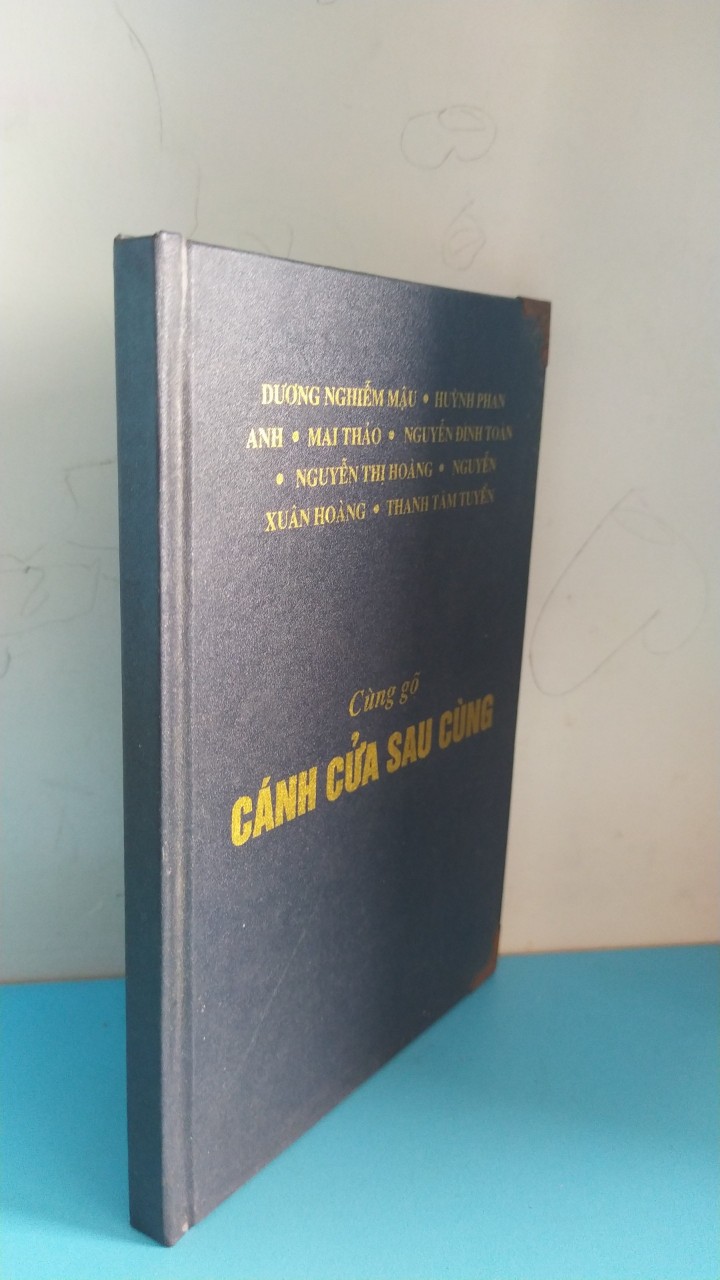 DƯƠNG NGHIỄM MẬU • HUỲNH PHAN
ANH • MAI THẢO • NGUYỄN ĐÌNH TOÀN
• NGUYỄN THỊ HOÀNG • NGUYỄN
XUÂN HOÀNG • THANH TÂM TUYỀN
Cùng gõ
CÁNH CỬA SAU CÙNG